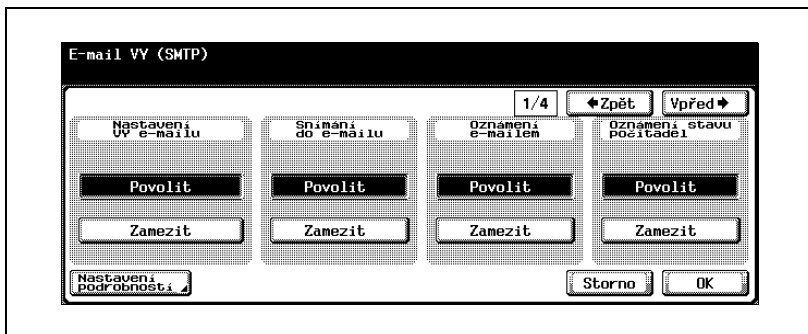 E-mail VY (SMTP)
1/4 Zpět Vpřed
Nastavení
VY e-mailu
Snímání
do e-mailu
Oznámení
e-mailem
Oznámení stavu
počitadel
Povolit Povolit Povolit Povolit
Zamezit Zamezit Zamezit Zamezit
Nastavení
podrobností
Storno OK